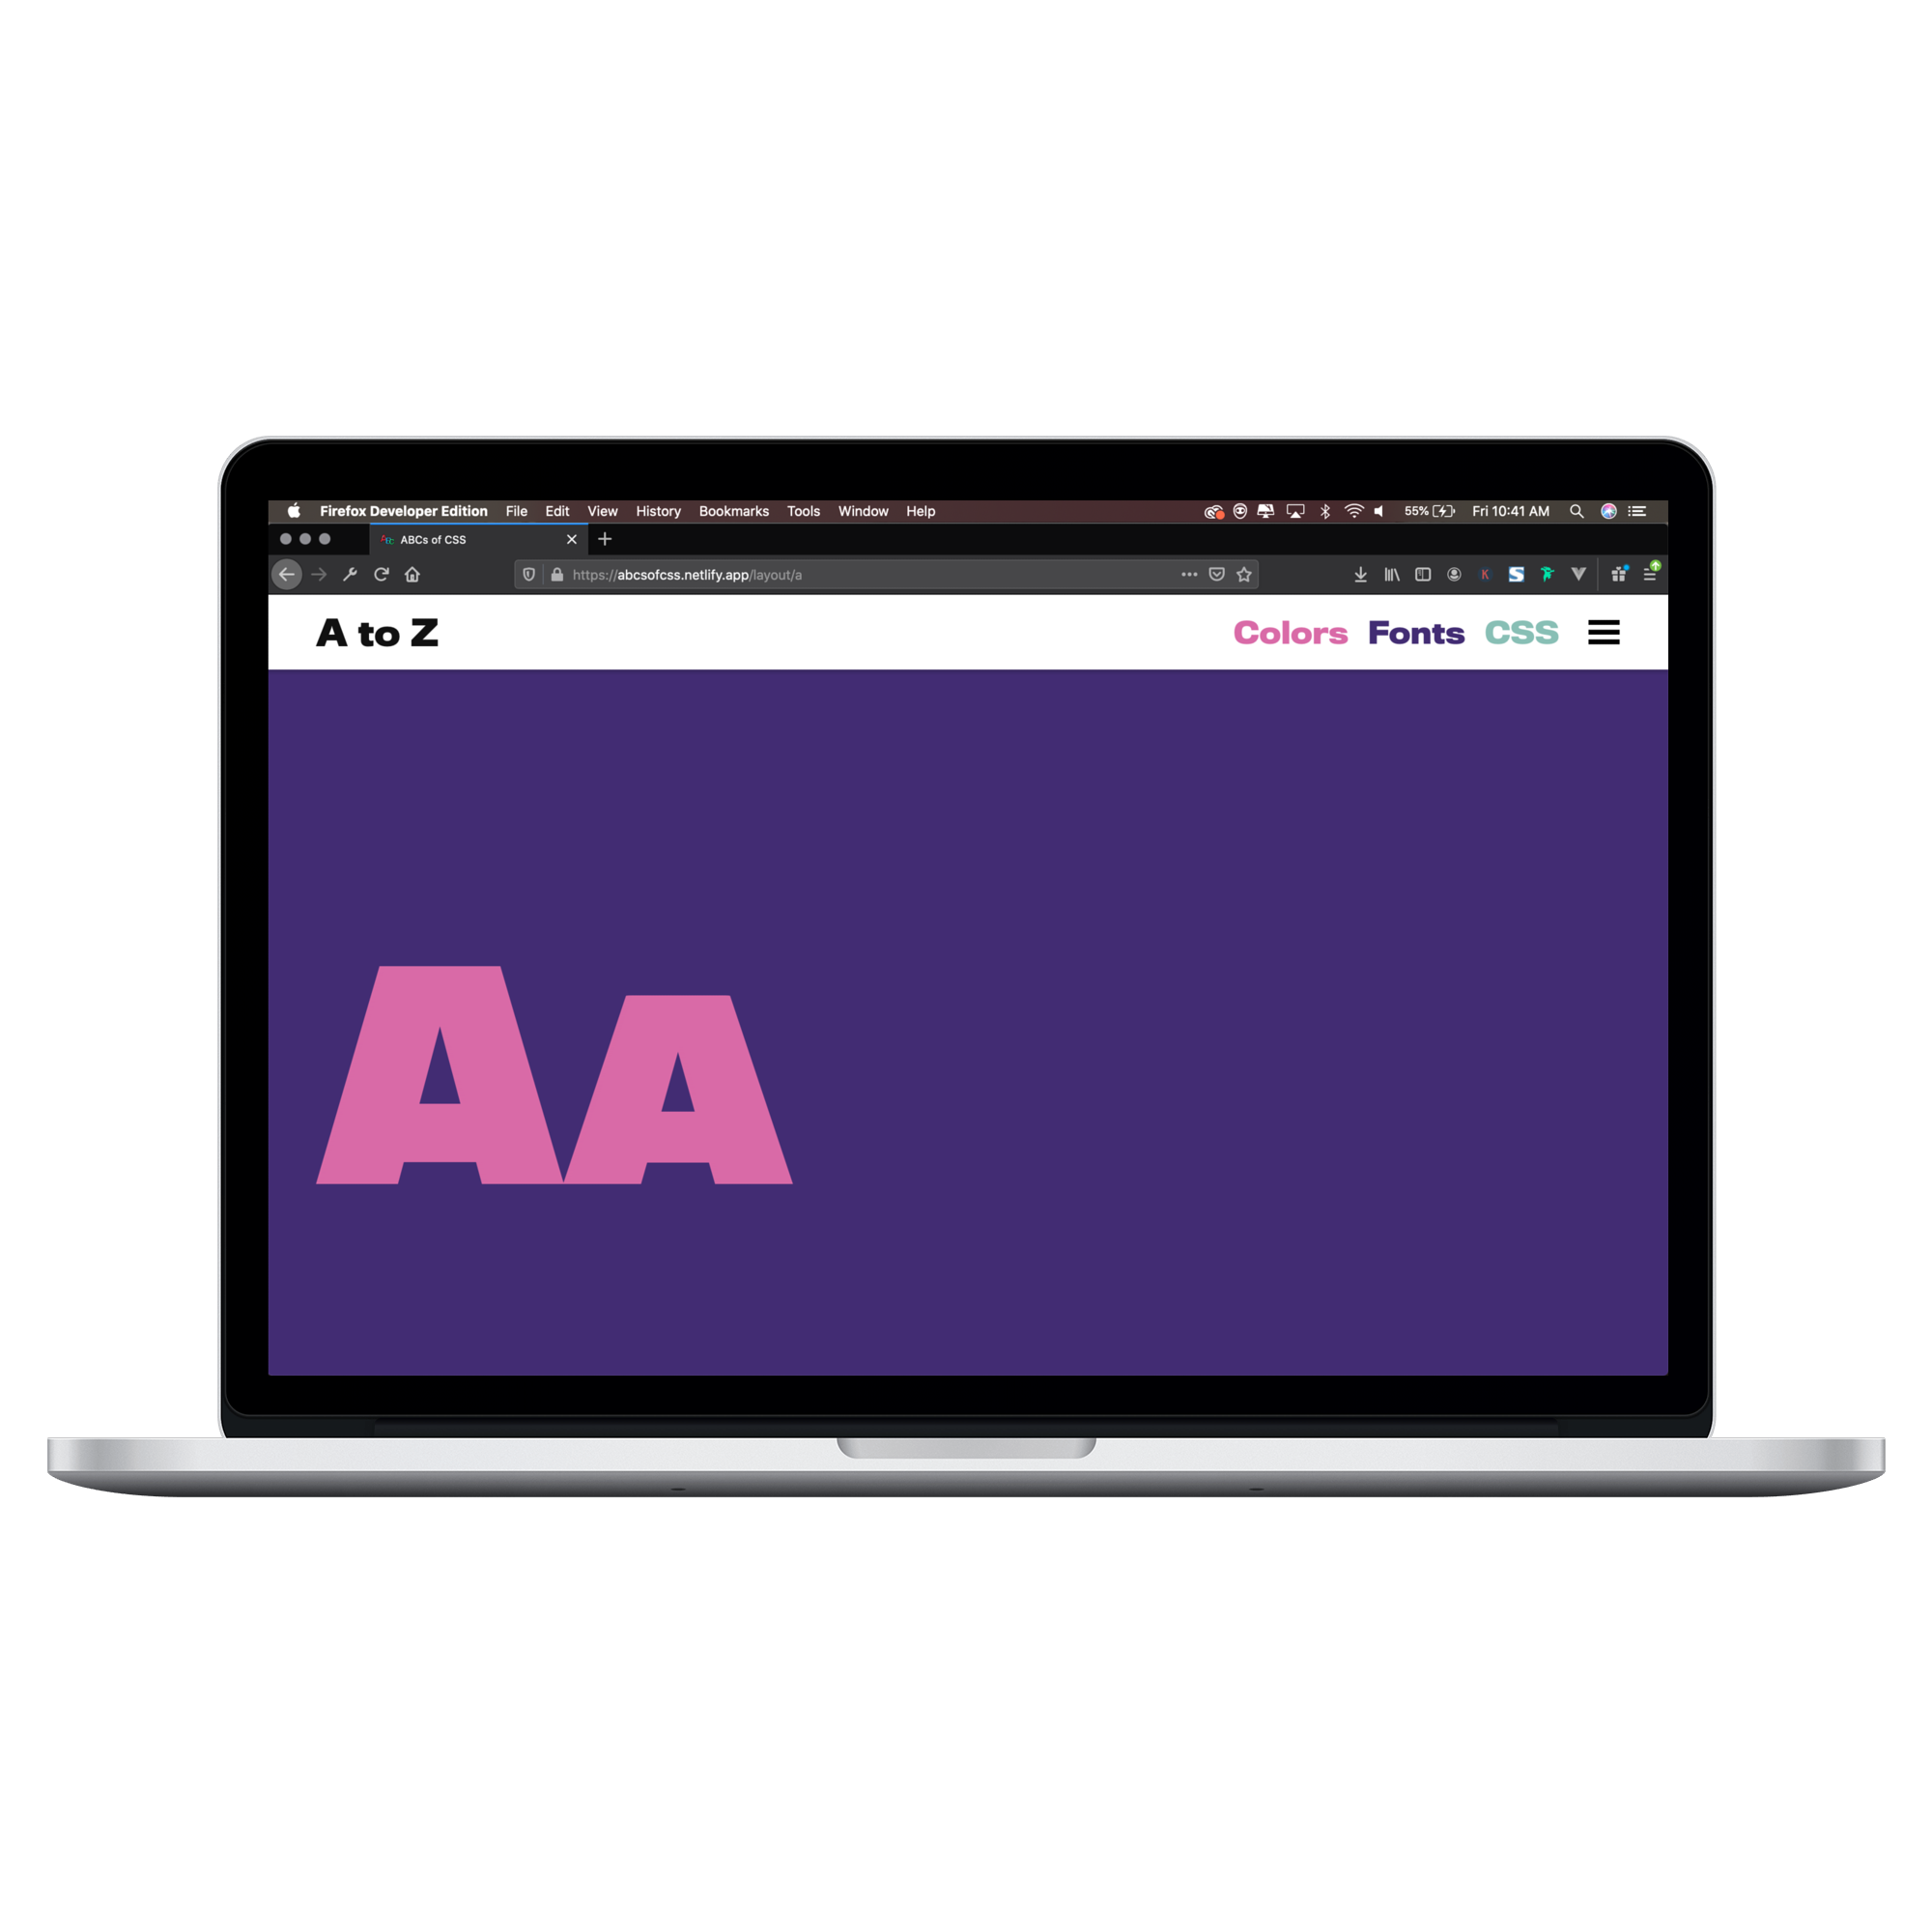 Firefox Developer Edition File Edit View History Bookmarks Tools Window Help 55% Fri 10:41 AM
ABCs of CSS
https://abcsofcss.netlify.app/layout/a
A to Z Colors Fonts CSS
AA